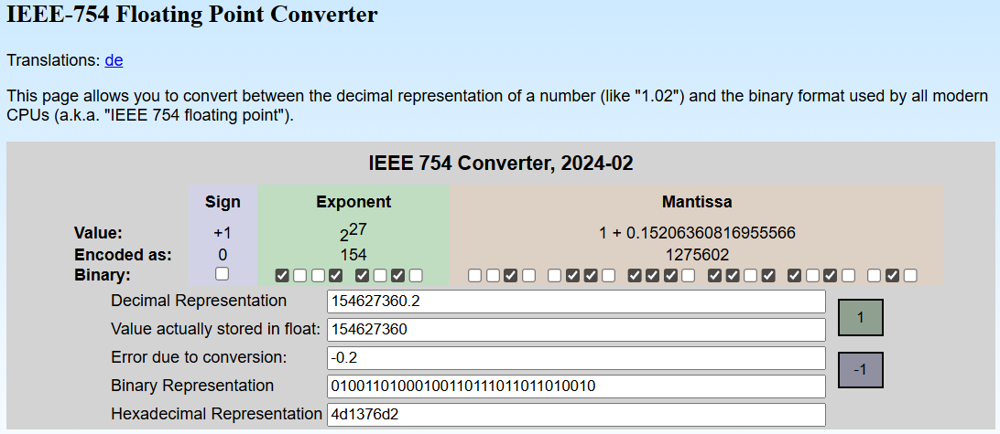 IEEE-754 Floating Point Converter
Translations: de
This page allows you to convert between the decimal representation of a number (like "1.02") and the binary format used by all modern
CPUs (a.k.a. "IEEE 754 floating point").
IEEE 754 Converter, 2024-02
Sign Exponent Mantissa
Value: +1 2^27 1 + 0.15206360816955566
Encoded as: 0 154 1275602
Binary:
Decimal Representation 154627360.2
1
Value actually stored in float: 154627360
Error due to conversion: -0.2
-1
Binary Representation 01001101000100110111011011010010
Hexadecimal Representation 4d1376d2